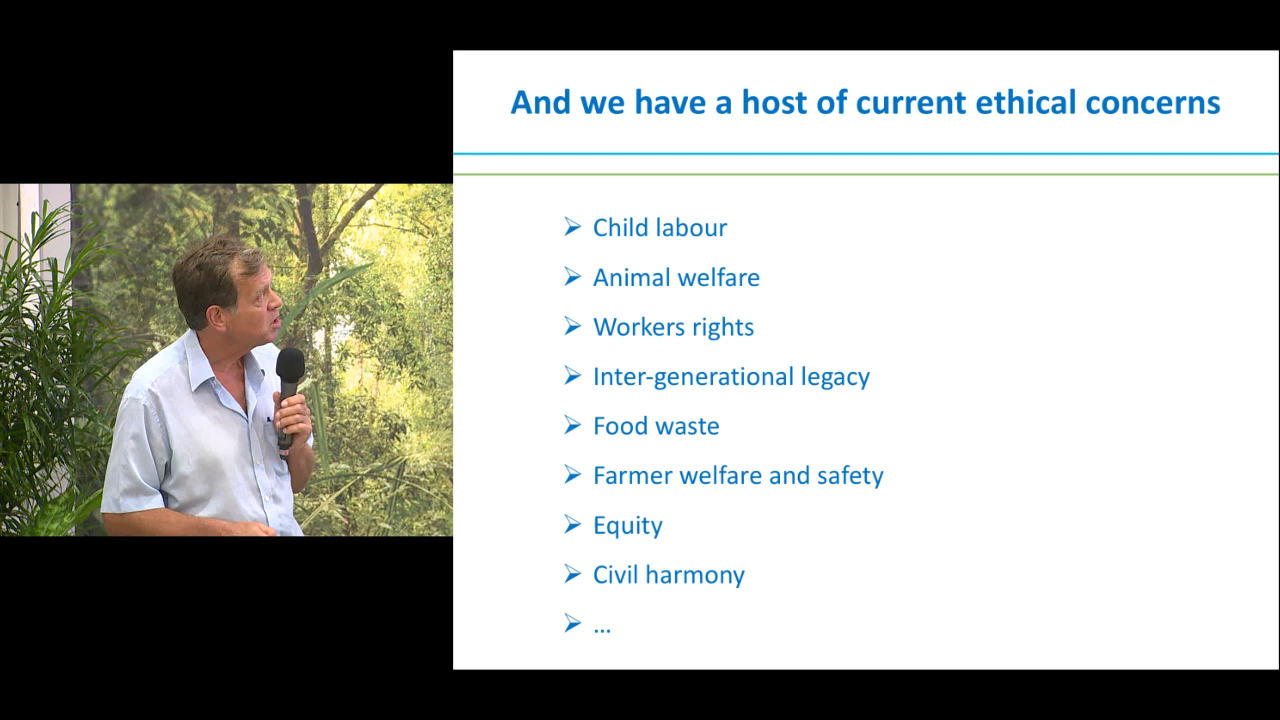 And we have a host of current ethical concerns
Child labour
Animal welfare
Workers rights
Inter-generational legacy
Food waste
Farmer welfare and safety
Equity
Civil harmony
...